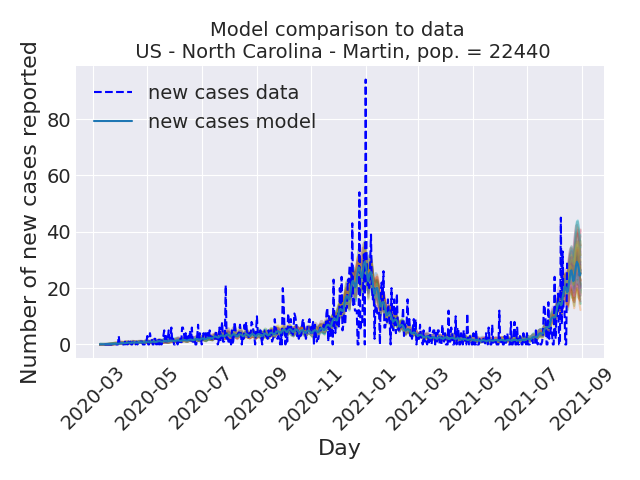 Model comparison to data
US - North Carolina - Martin, pop. = 22440
Number of new cases reported
80
60
40
20
0
new cases data
new cases model
2020-03
2020-05
2020-07
2020-09
2020-11
2021-01
2021-03
2021-05
2021-07
2021-09
Day